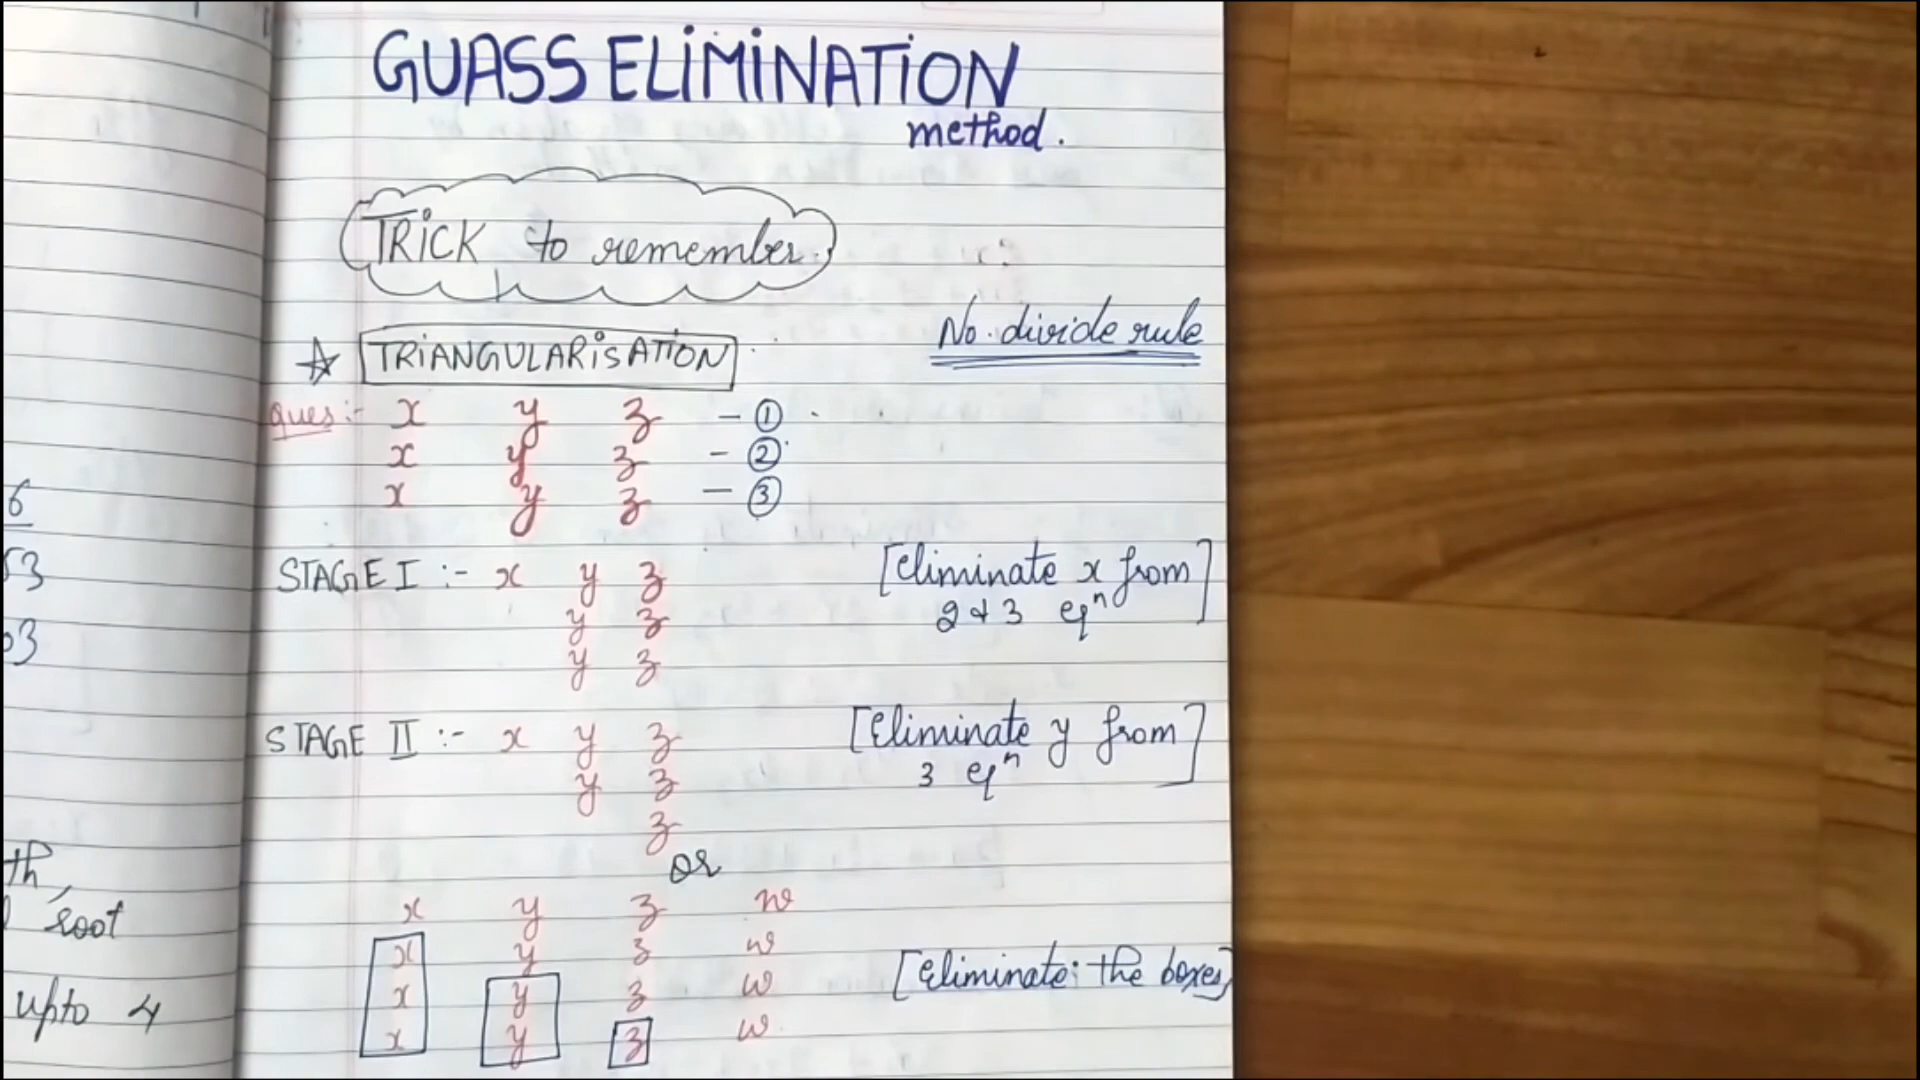 GUASS ELIMINATION
method.
TRICK to remember.
No. divide rule
☆ TRIANGULARISATION
Ques:- x y z - ①
x y z - ②
x y z - ③
STAGE I :- x y z [Eliminate x from
y z 2 & 3 eqⁿ]
y z
STAGE II :- x y z [Eliminate y from
y z 3 eqⁿ]
z
or
x y z w
x y z w
x y z w [Eliminate: the boxes]
x y z w
6
53
03
th,
root
upto 4